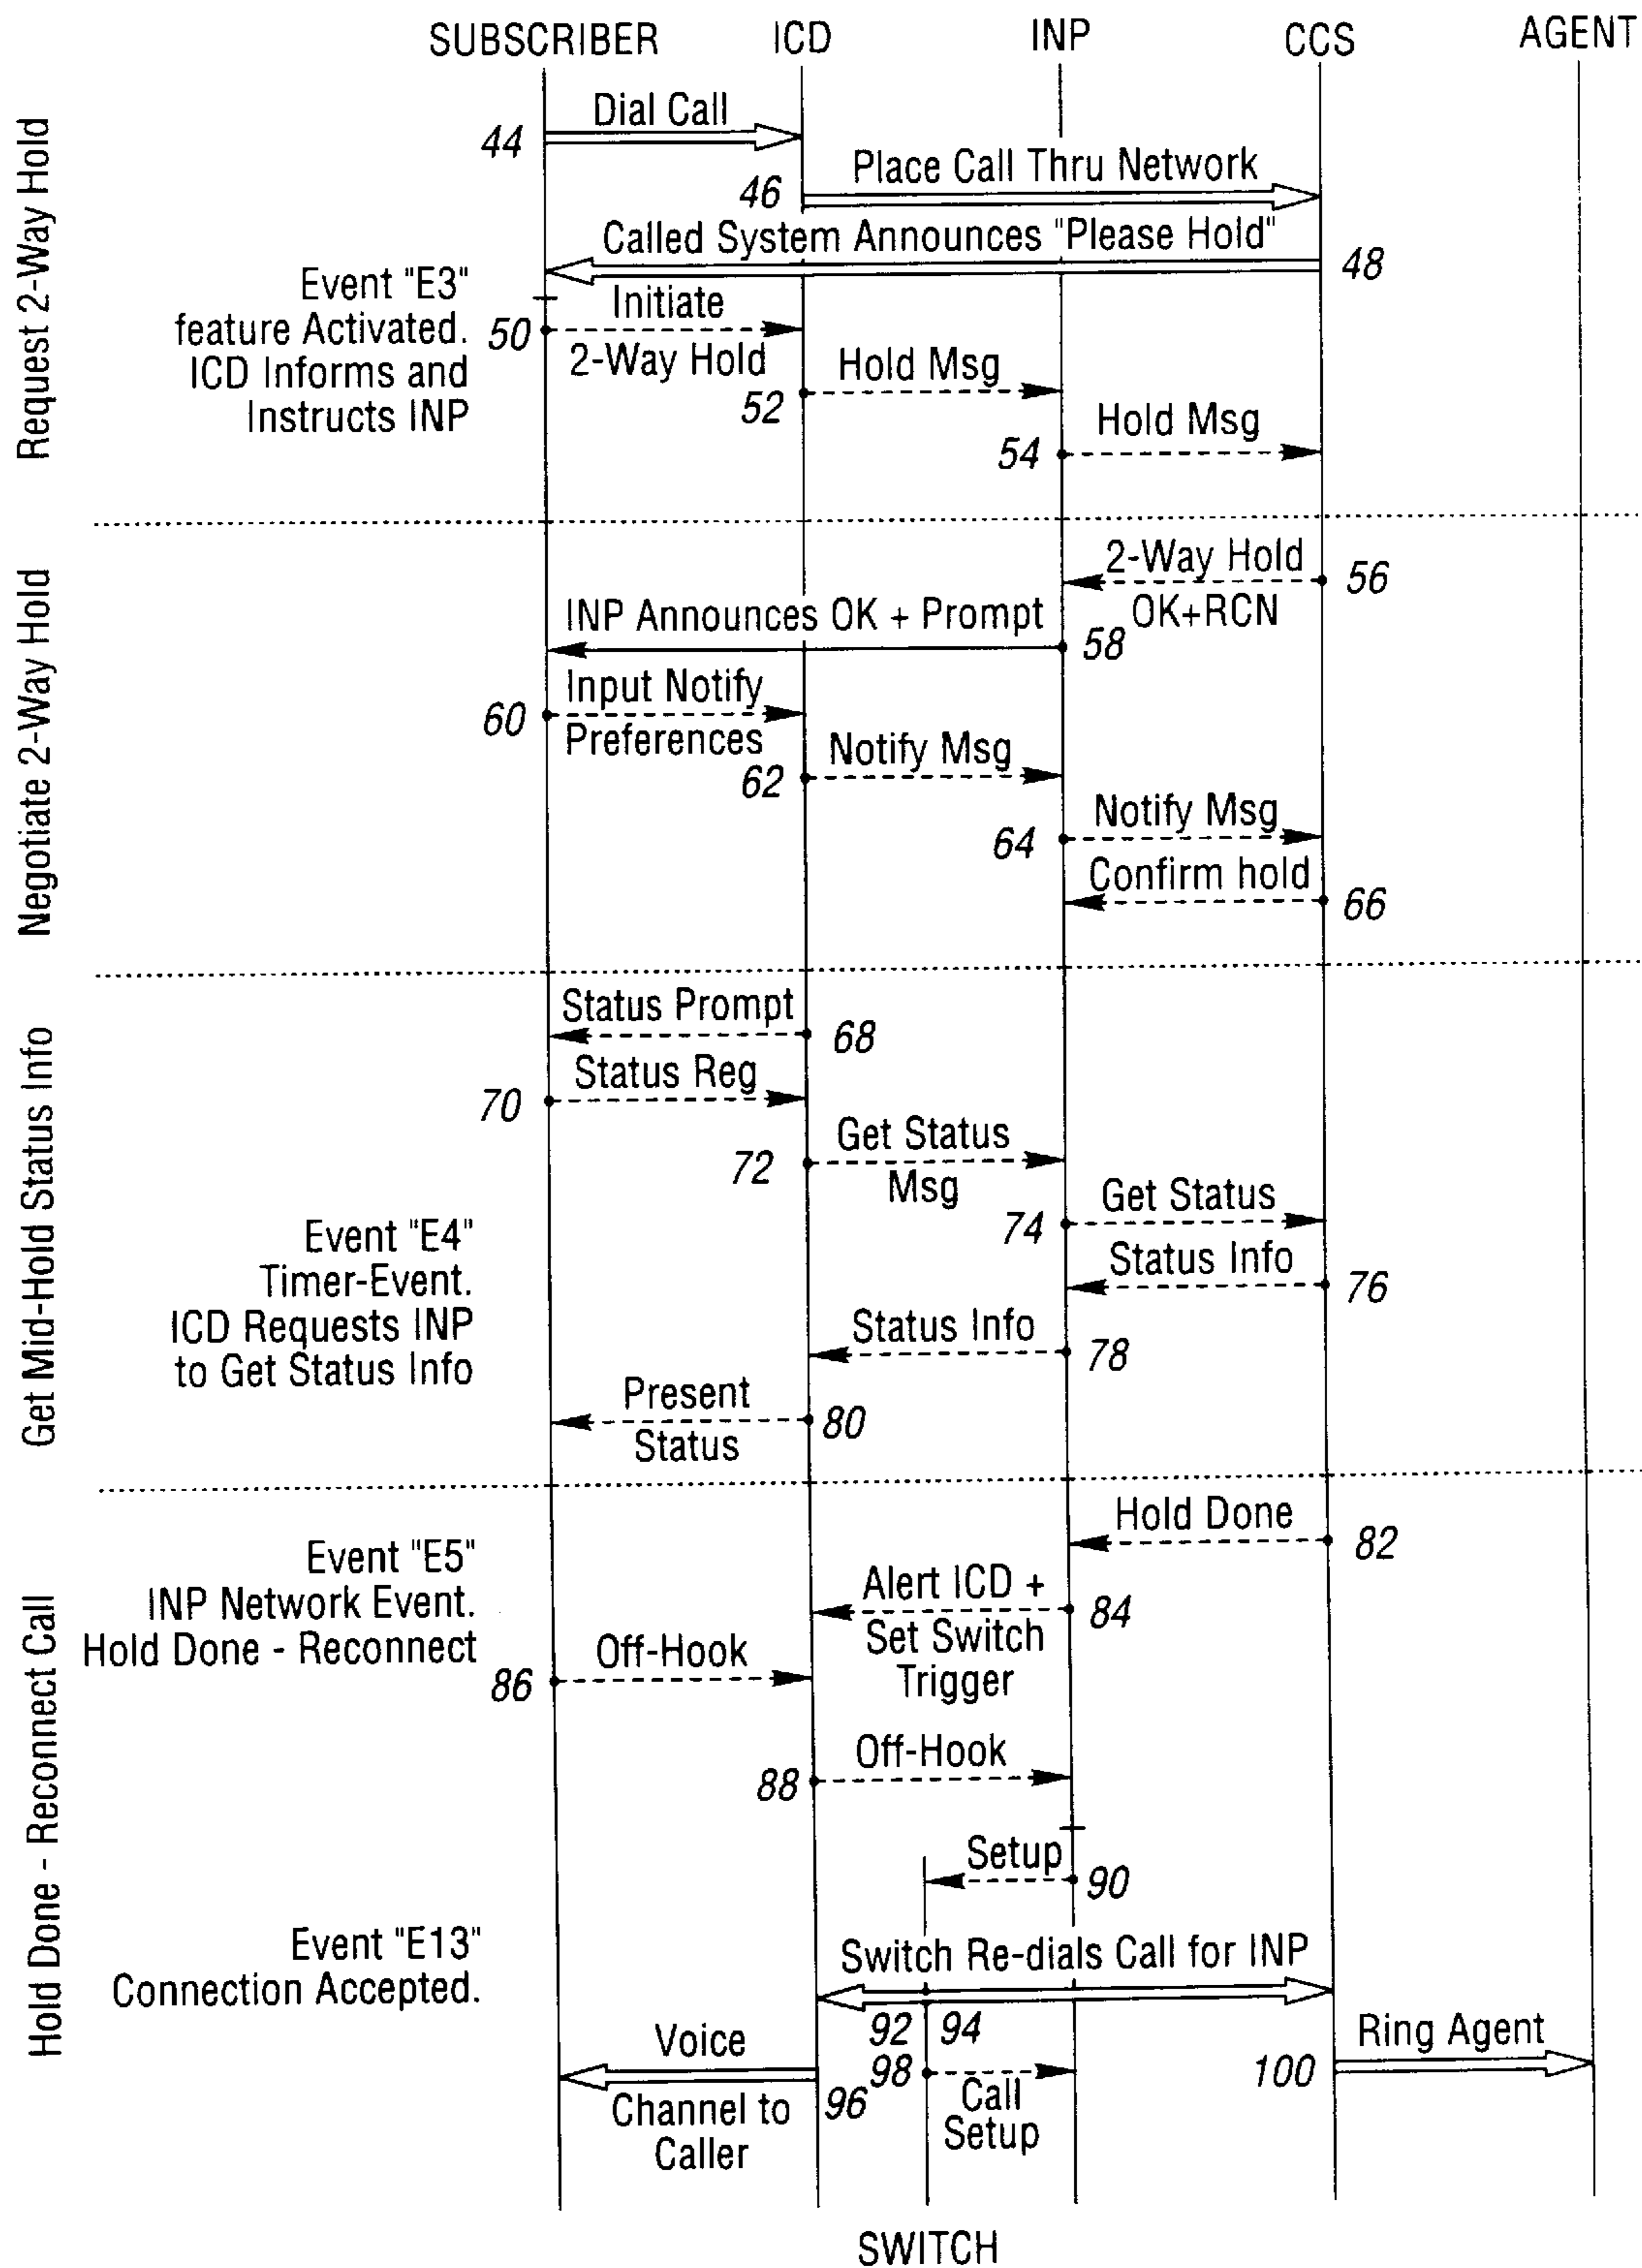 SUBSCRIBER ICD INP CCS AGENT
Request 2-Way Hold
Dial Call
44
Place Call Thru Network
46
Called System Announces "Please Hold"
48
Event "E3"
feature Activated.
ICD Informs and
Instructs INP
50
Initiate
2-Way Hold
Hold Msg
52
Hold Msg
54
Negotiate 2-Way Hold
2-Way Hold
OK+RCN
56
INP Announces OK + Prompt
58
Input Notify
Preferences
60
Notify Msg
62
Notify Msg
64
Confirm hold
66
Get Mid-Hold Status Info
Status Prompt
68
Status Reg
70
Get Status
Msg
72
Get Status
74
Event "E4"
Timer-Event.
ICD Requests INP
to Get Status Info
Status Info
76
Status Info
78
Present
Status
80
Hold Done - Reconnect Call
Hold Done
82
Event "E5"
INP Network Event.
Hold Done - Reconnect
Alert ICD +
Set Switch
Trigger
84
Off-Hook
86
Off-Hook
88
Setup
90
Event "E13"
Connection Accepted.
Switch Re-dials Call for INP
92 94
Voice
Channel to
Caller
96
98
Call
Setup
Ring Agent
100
SWITCH